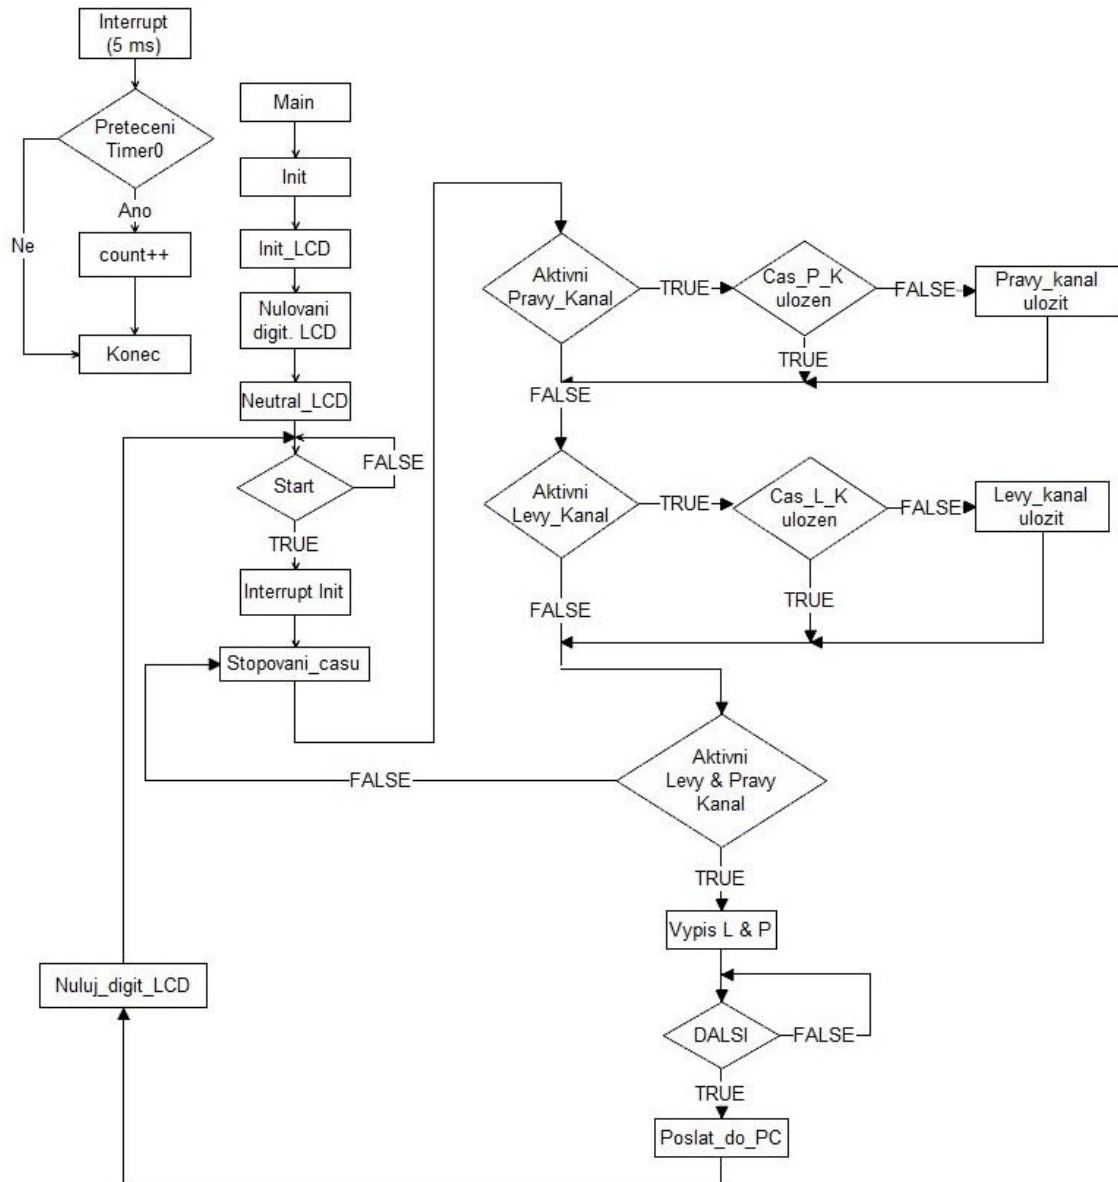 Interrupt
(5 ms)
Preteceni
Timer0
Ano
Ne
count++
Konec
Main
Init
Init_LCD
Nulovani
digit. LCD
Neutral_LCD
FALSE
Start
TRUE
Interrupt Init
Stopovani_casu
Aktivni
Pravy_Kanal
TRUE
Cas_P_K
ulozen
FALSE
Pravy_kanal
ulozit
TRUE
FALSE
Aktivni
Levy_Kanal
TRUE
Cas_L_K
ulozen
FALSE
Levy_kanal
ulozit
TRUE
FALSE
Aktivni
Levy & Pravy
Kanal
FALSE
TRUE
Vypis L & P
DALSI
FALSE
TRUE
Poslat_do_PC
Nuluj_digit_LCD